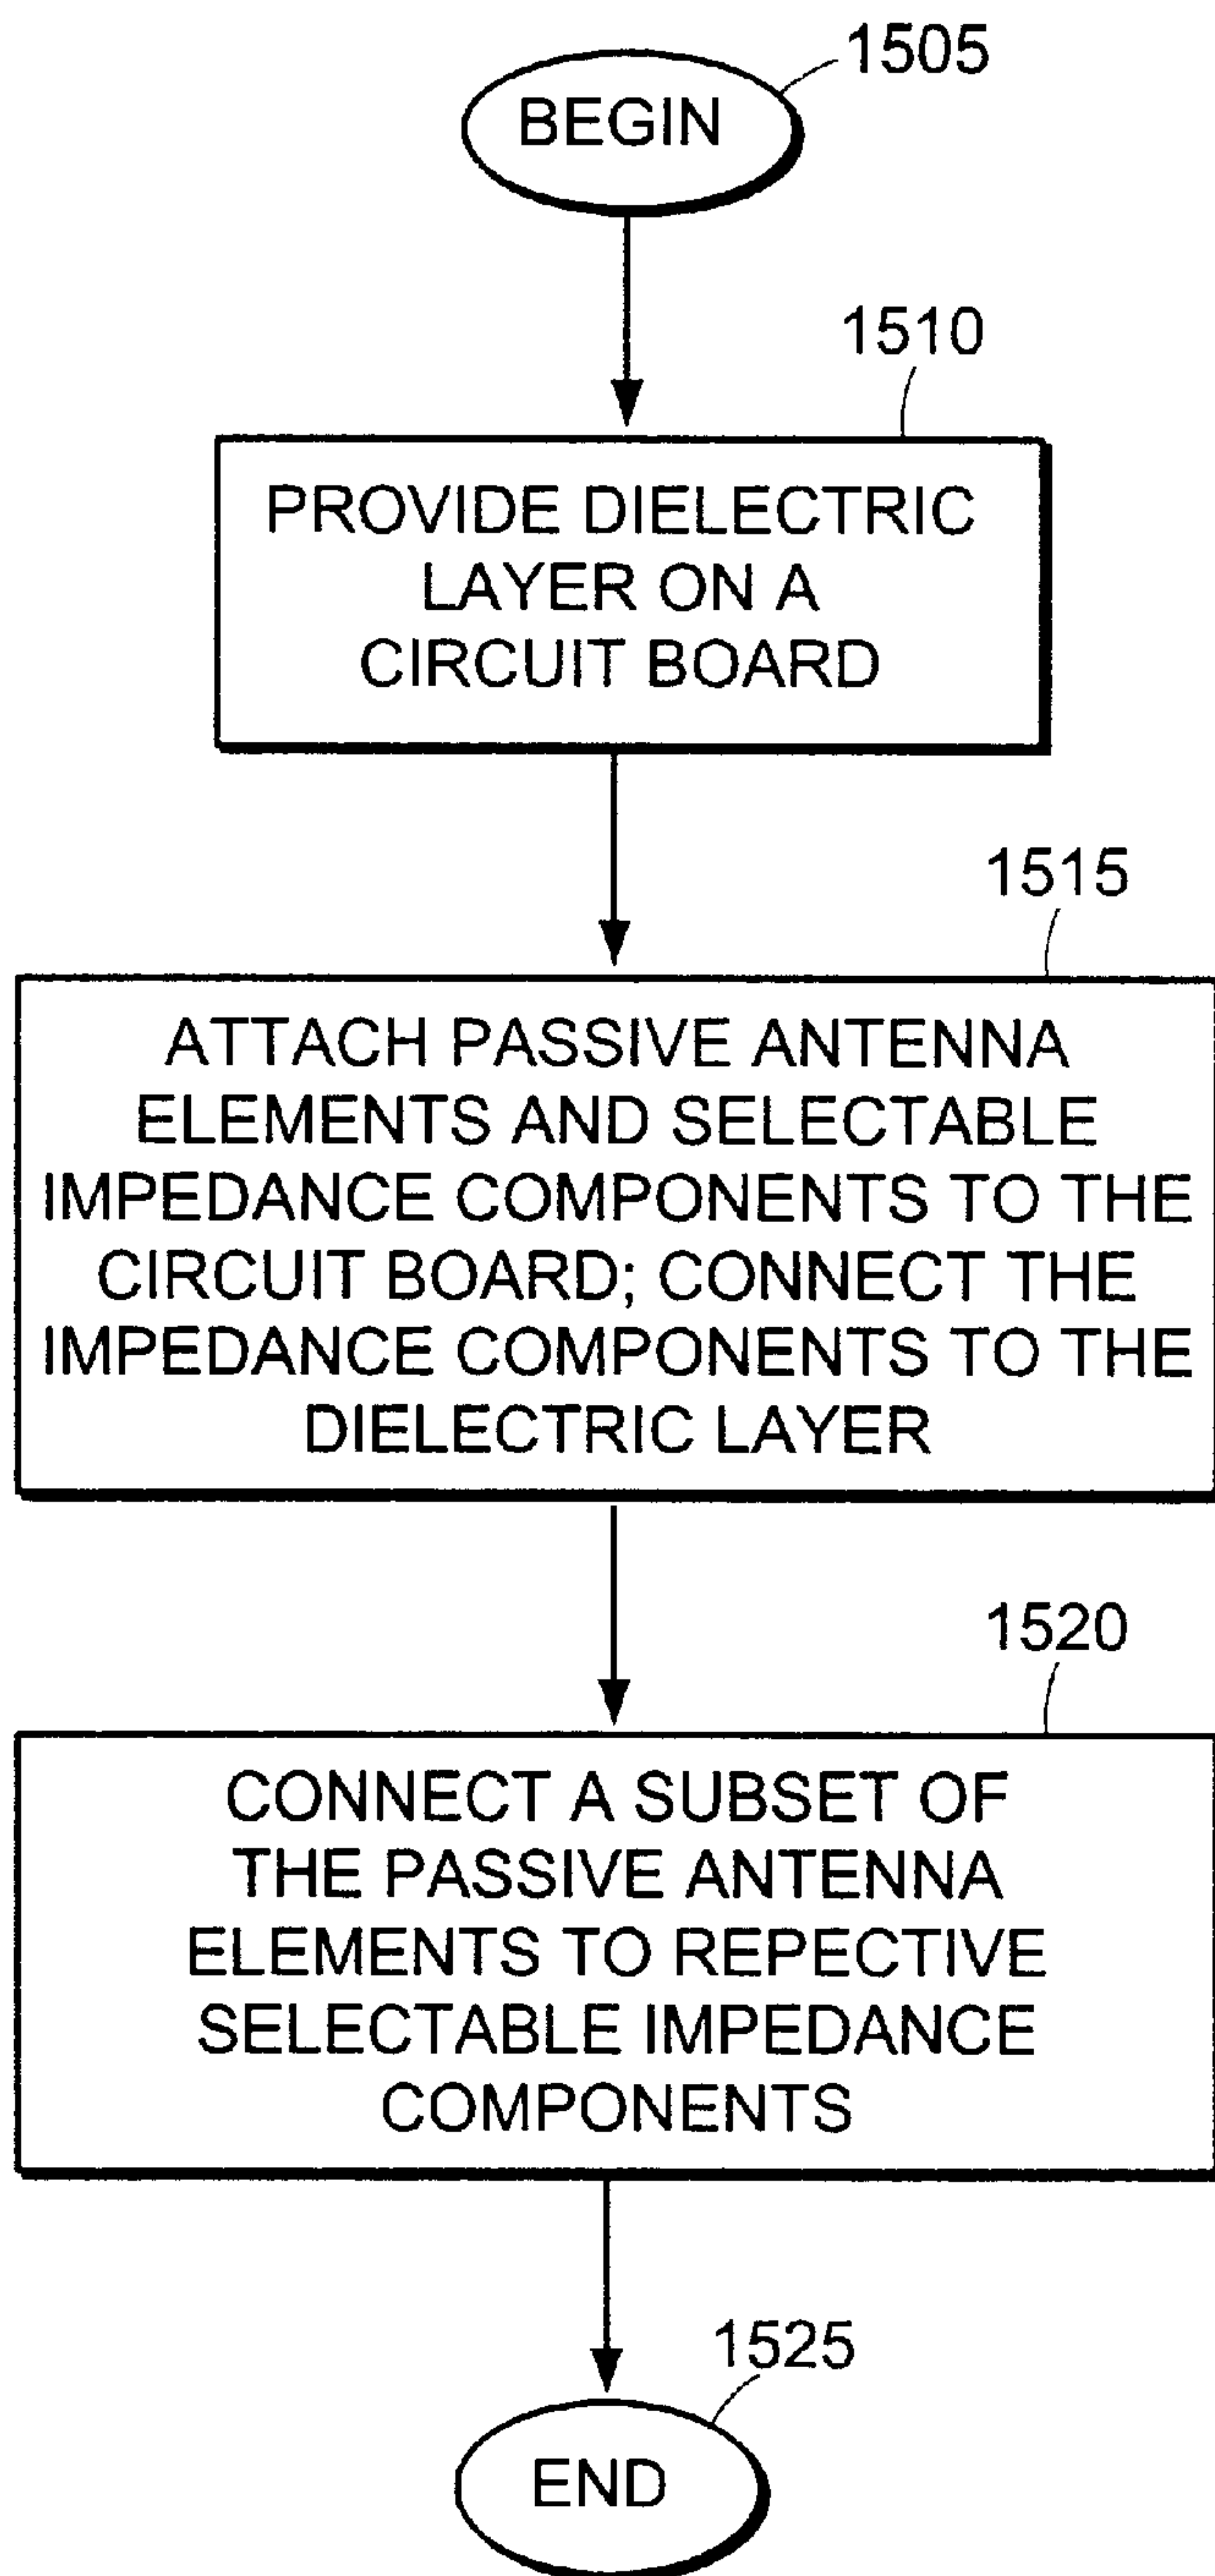 1505
BEGIN
1510
PROVIDE DIELECTRIC
LAYER ON A
CIRCUIT BOARD
1515
ATTACH PASSIVE ANTENNA
ELEMENTS AND SELECTABLE
IMPEDANCE COMPONENTS TO THE
CIRCUIT BOARD; CONNECT THE
IMPEDANCE COMPONENTS TO THE
DIELECTRIC LAYER
1520
CONNECT A SUBSET OF
THE PASSIVE ANTENNA
ELEMENTS TO REPECTIVE
SELECTABLE IMPEDANCE
COMPONENTS
1525
END